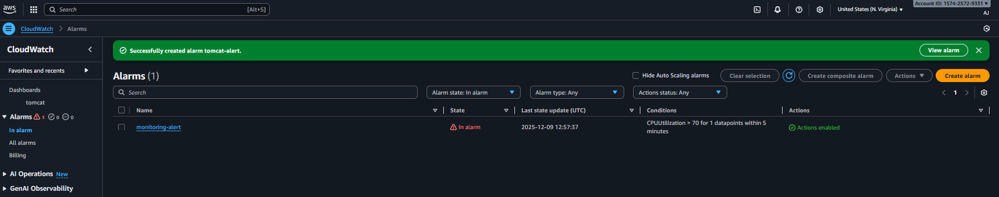 aws
Search [Alt+S]
United States (N. Virginia)
Account ID: 1574-2572-9331
AJ
CloudWatch > Alarms
CloudWatch
Favorites and recents
Dashboards
tomcat
Alarms 1 0 0
In alarm
All alarms
Billing
AI Operations New
GenAI Observability
Successfully created alarm tomcat-alert.
View alarm
Alarms (1)
Hide Auto Scaling alarms
Clear selection
Create composite alarm
Actions
Create alarm
Search
Alarm state: In alarm
Alarm type: Any
Actions status: Any
1
Name State Last state update (UTC) Conditions Actions
monitoring-alert In alarm 2025-12-09 12:57:37 CPUUtilization > 70 for 1 datapoints within 5
minutes
Actions enabled